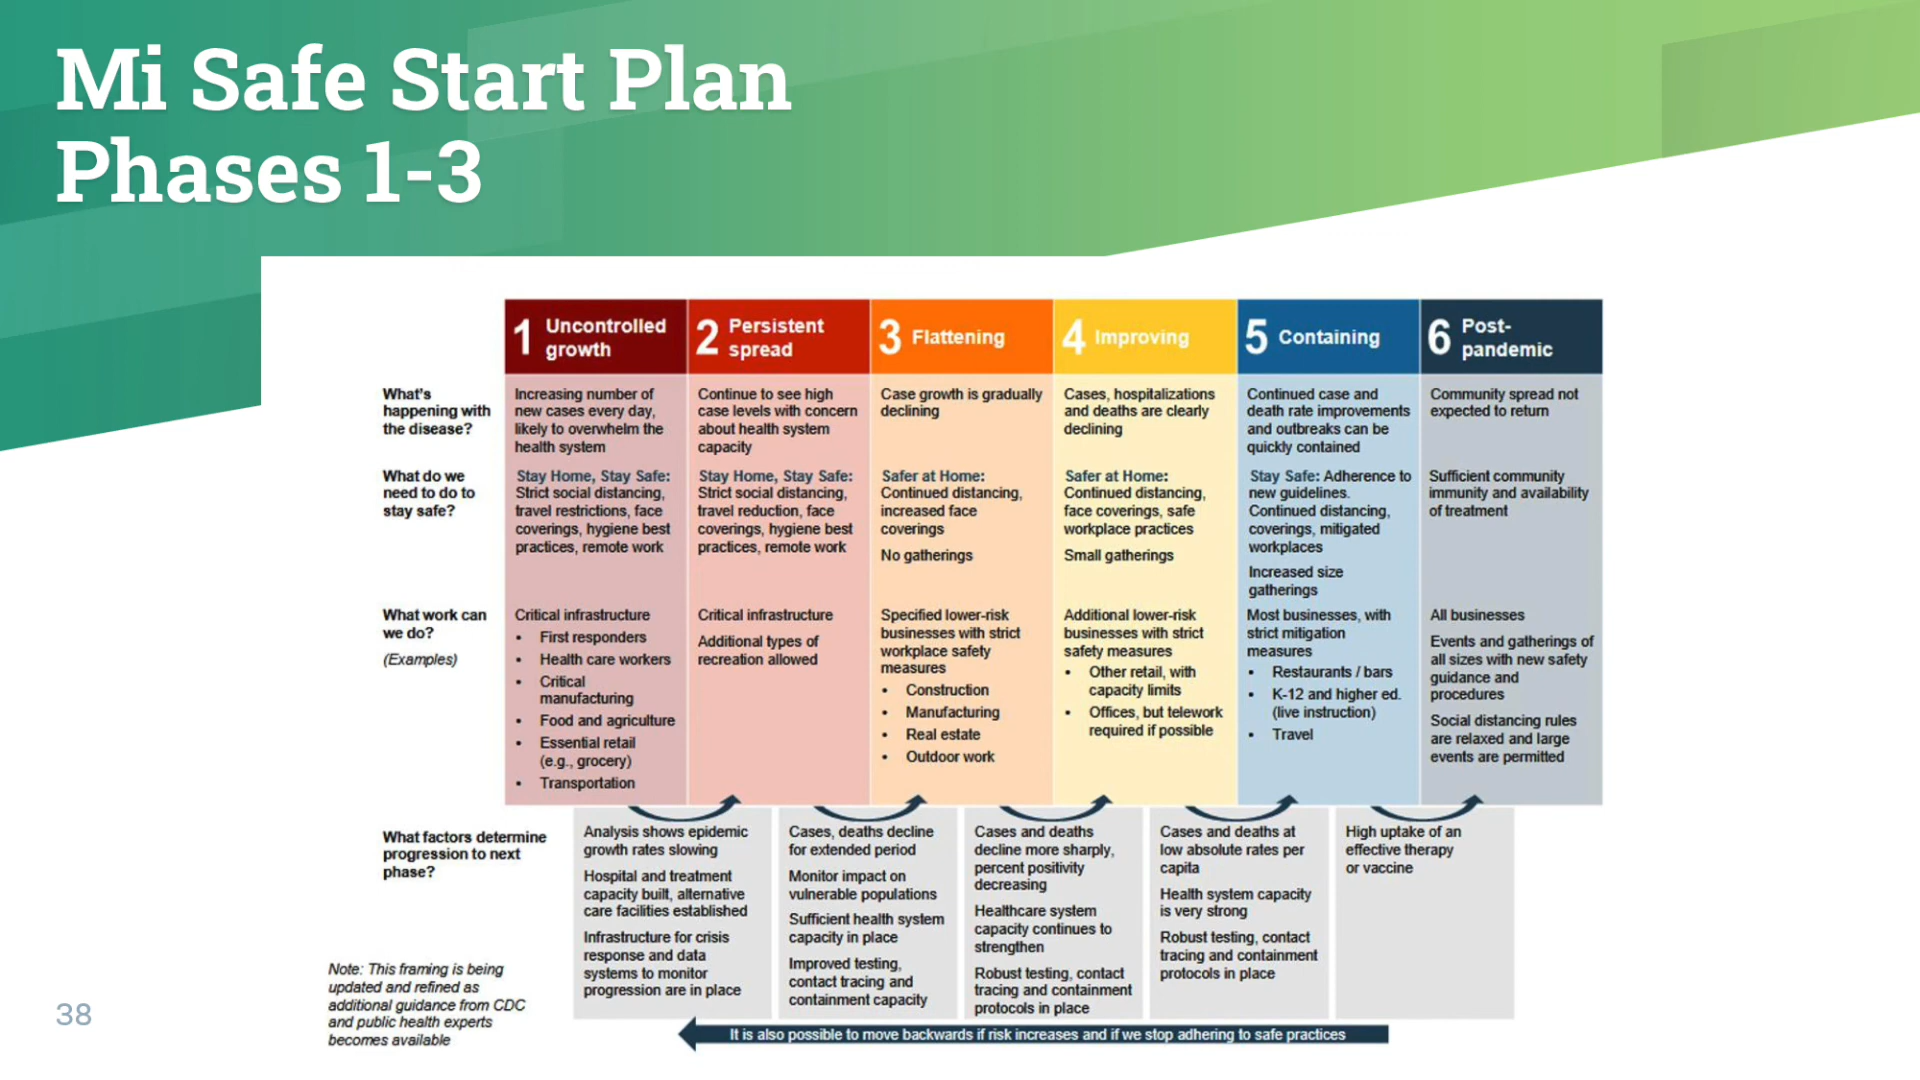 Mi Safe Start Plan
Phases 1-3
1 Uncontrolled
growth
2 Persistent
spread
3 Flattening
4 Improving
5 Containing
6 Post-
pandemic
What's
happening with
the disease?
Increasing number of
new cases every day,
likely to overwhelm the
health system
Continue to see high
case levels with concern
about health system
capacity
Case growth is gradually
declining
Cases, hospitalizations
and deaths are clearly
declining
Continued case and
death rate improvements
and outbreaks can be
quickly contained
Community spread not
expected to return
What do we
need to do to
stay safe?
Stay Home, Stay Safe:
Strict social distancing,
travel restrictions, face
coverings, hygiene best
practices, remote work
Stay Home, Stay Safe:
Strict social distancing,
travel reduction, face
coverings, hygiene best
practices, remote work
Safer at Home:
Continued distancing,
increased face
coverings
No gatherings
Safer at Home:
Continued distancing,
face coverings, safe
workplace practices
Small gatherings
Stay Safe: Adherence to
new guidelines.
Continued distancing,
coverings, mitigated
workplaces
Increased size
gatherings
Sufficient community
immunity and availability
of treatment
What work can
we do?
(Examples)
Critical infrastructure
• First responders
• Health care workers
• Critical
manufacturing
• Food and agriculture
• Essential retail
(e.g., grocery)
• Transportation
Critical infrastructure
Additional types of
recreation allowed
Specified lower-risk
businesses with strict
workplace safety
measures
• Construction
• Manufacturing
• Real estate
• Outdoor work
Additional lower-risk
businesses with strict
safety measures
• Other retail, with
capacity limits
• Offices, but telework
required if possible
Most businesses, with
strict mitigation
measures
• Restaurants / bars
• K-12 and higher ed.
(live instruction)
• Travel
All businesses
Events and gatherings of
all sizes with new safety
guidance and
procedures
Social distancing rules
are relaxed and large
events are permitted
What factors determine
progression to next
phase?
Analysis shows epidemic
growth rates slowing
Hospital and treatment
capacity built, alternative
care facilities established
Infrastructure for crisis
response and data
systems to monitor
progression are in place
Cases, deaths decline
for extended period
Monitor impact on
vulnerable populations
Sufficient health system
capacity in place
Improved testing,
contact tracing and
containment capacity
Cases and deaths
decline more sharply,
percent positivity
decreasing
Healthcare system
capacity continues to
strengthen
Robust testing, contact
tracing and containment
protocols in place
Cases and deaths at
low absolute rates per
capita
Health system capacity
is very strong
Robust testing, contact
tracing and containment
protocols in place
High uptake of an
effective therapy
or vaccine
Note: This framing is being
updated and refined as
additional guidance from CDC
and public health experts
becomes available
It is also possible to move backwards if risk increases and if we stop adhering to safe practices
38